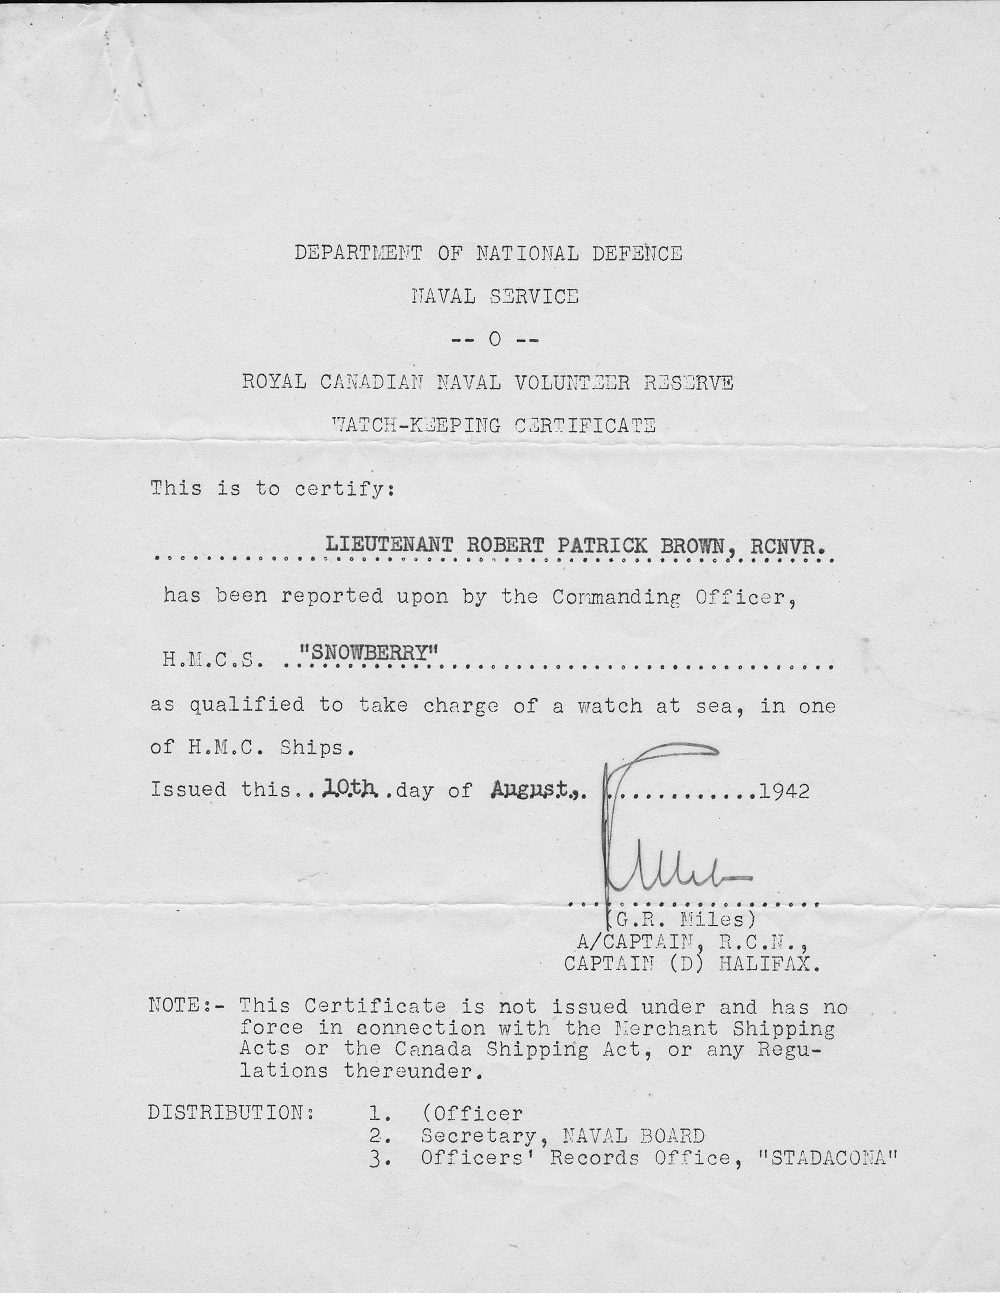 DEPARTMENT OF NATIONAL DEFENCE
NAVAL SERVICE
-- O --
ROYAL CANADIAN NAVAL VOLUNTEER RESERVE
WATCH-KEEPING CERTIFICATE
This is to certify:
LIEUTENANT ROBERT PATRICK BROWN, RCNVR.
has been reported upon by the Commanding Officer,
H.M.C.S. .."SNOWBERRY"..............................
as qualified to take charge of a watch at sea, in one
of H.M.C. Ships.
Issued this..10th.day of August,. ............1942
(G.R. Miles)
A/CAPTAIN, R.C.N.,
CAPTAIN (D) HALIFAX.
NOTE:- This Certificate is not issued under and has no
force in connection with the Merchant Shipping
Acts or the Canada Shipping Act, or any Regu-
lations thereunder.
DISTRIBUTION: 1. (Officer
2. Secretary, NAVAL BOARD
3. Officers' Records Office, "STADACONA"